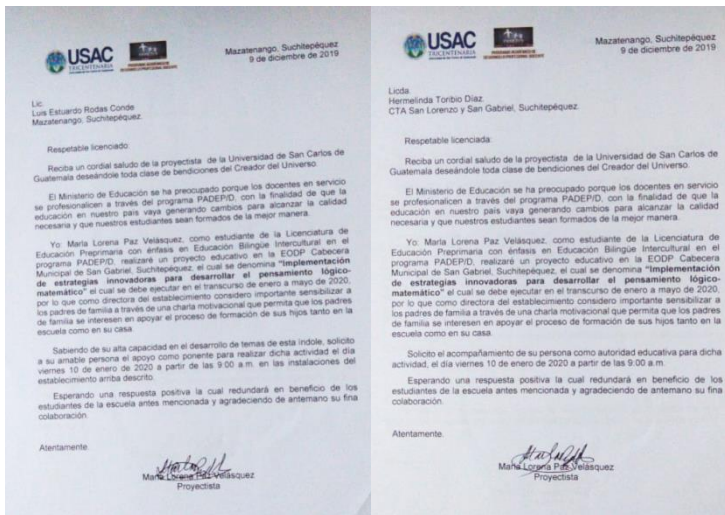 USAC
TRICENTENARIA
Mazatenango, Suchitepéquez
9 de diciembre de 2019
Lic.
Luis Estuardo Rodas Conde
Mazatenango, Suchitepéquez.
Respetable licenciado:
Reciba un cordial saludo de la proyectista de la Universidad de San Carlos de
Guatemala deseándole toda clase de bendiciones del Creador del Universo.
El Ministerio de Educación se ha preocupado porque los docentes en servicio
se profesionalicen a través del programa PADEP/D, con la finalidad de que la
educación en nuestro país vaya generando cambios para alcanzar la calidad
necesaria y que nuestros estudiantes sean formados de la mejor manera.
Yo: Marla Lorena Paz Velásquez, como estudiante de la Licenciatura de
Educación Preprimaria con énfasis en Educación Bilingüe Intercultural en el
programa PADEP/D, realizaré un proyecto educativo en la EODP Cabecera
Municipal de San Gabriel, Suchitepéquez, el cual se denomina "Implementación
de estrategias innovadoras para desarrollar el pensamiento lógico-
matemático" el cual se debe ejecutar en el transcurso de enero a mayo de 2020,
por lo que como directora del establecimiento considero importante sensibilizar a
los padres de familia a través de una charla motivacional que permita que los padres
de familia se interesen en apoyar el proceso de formación de sus hijos tanto en la
escuela como en su casa.
Sabiendo de su alta capacidad en el desarrollo de temas de esta índole, solicito
a su amable persona el apoyo como ponente para realizar dicha actividad el día
viernes 10 de enero de 2020 a partir de las 9:00 a.m. en las instalaciones del
establecimiento arriba descrito.
Esperando una respuesta positiva la cual redundará en beneficio de los
estudiantes de la escuela antes mencionada y agradeciendo de antemano su fina
colaboración.
Atentamente.
Marla Lorena Paz Velásquez
Proyectista
USAC
TRICENTENARIA
Mazatenango, Suchitepéquez
9 de diciembre de 2019
Licda.
Hermelinda Toribio Díaz
CTA San Lorenzo y San Gabriel, Suchitepéquez.
Respetable licenciada:
Reciba un cordial saludo de la proyectista de la Universidad de San Carlos de
Guatemala deseándole toda clase de bendiciones del Creador del Universo.
El Ministerio de Educación se ha preocupado porque los docentes en servicio
se profesionalicen a través del programa PADEP/D, con la finalidad de que la
educación en nuestro país vaya generando cambios para alcanzar la calidad
necesaria y que nuestros estudiantes sean formados de la mejor manera.
Yo: Marla Lorena Paz Velásquez, como estudiante de la Licenciatura de
Educación Preprimaria con énfasis en Educación Bilingüe Intercultural en el
programa PADEP/D, realizaré un proyecto educativo en la EODP Cabecera
Municipal de San Gabriel, Suchitepéquez, el cual se denomina "Implementación
de estrategias innovadoras para desarrollar el pensamiento lógico-
matemático" el cual se debe ejecutar en el transcurso de enero a mayo de 2020,
por lo que como directora del establecimiento considero importante sensibilizar a
los padres de familia a través de una charla motivacional que permita que los padres
de familia se interesen en apoyar el proceso de formación de sus hijos tanto en la
escuela como en su casa.
Solicito el acompañamiento de su persona como autoridad educativa para dicha
actividad, el día viernes 10 de enero de 2020 a partir de las 9:00 a.m.
Esperando una respuesta positiva la cual redundará en beneficio de los
estudiantes de la escuela antes mencionada y agradeciendo de antemano su fina
colaboración.
Atentamente.
Marla Lorena Paz Velásquez
Proyectista